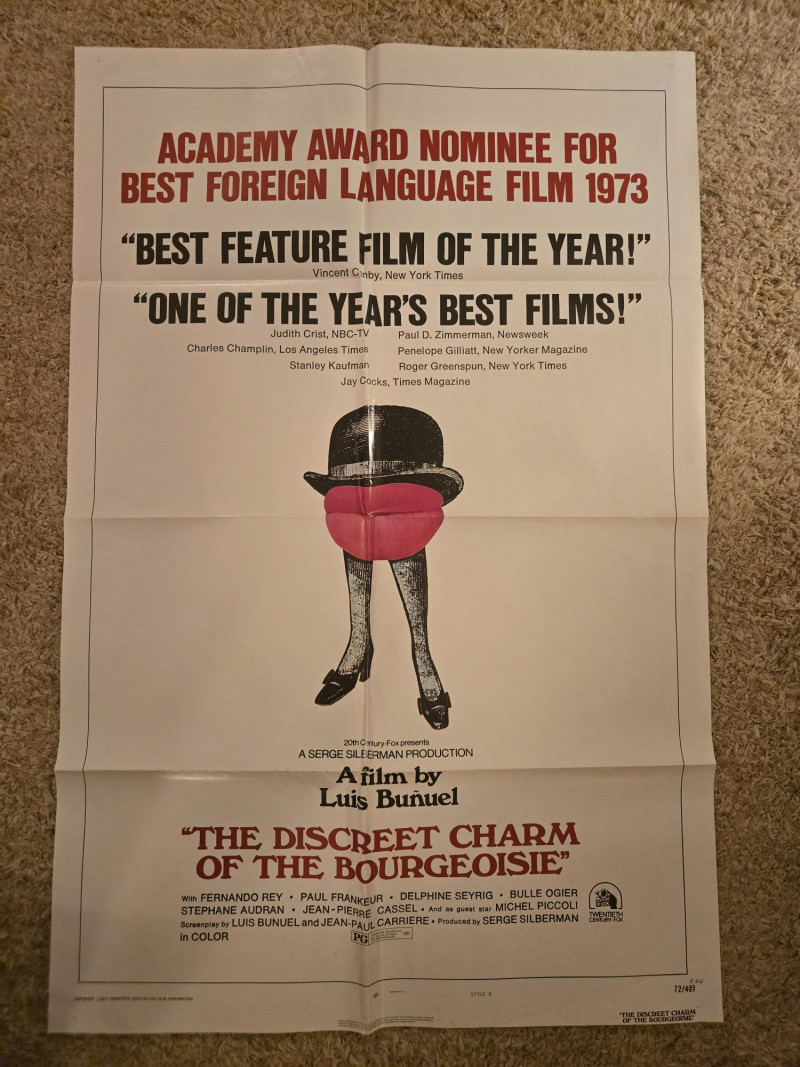 ACADEMY AWARD NOMINEE FOR
BEST FOREIGN LANGUAGE FILM 1973
"BEST FEATURE FILM OF THE YEAR!"
Vincent Canby, New York Times
"ONE OF THE YEAR'S BEST FILMS!"
Judith Crist, NBC-TV
Paul D. Zimmerman, Newsweek
Charles Champlin, Los Angeles Times
Penelope Gilliatt, New Yorker Magazine
Stanley Kaufman
Roger Greenspun, New York Times
Jay Cocks, Times Magazine
20th Century-Fox presents
A SERGE SILBERMAN PRODUCTION
A film by
Luis Buñuel
"THE DISCREET CHARM
OF THE BOURGEOISIE"
With FERNANDO REY • PAUL FRANKEUR • DELPHINE SEYRIG • BULLE OGIER
STEPHANE AUDRAN • JEAN-PIERRE CASSEL • And as guest star MICHEL PICCOLI
Screenplay by LUIS BUNUEL and JEAN-PAUL CARRIERE • Produced by SERGE SILBERMAN
in COLOR
PG
TWENTIETH
CENTURY-FOX
STYLE B
72/427
"THE DISCREET CHARM
OF THE BOURGEOISIE"